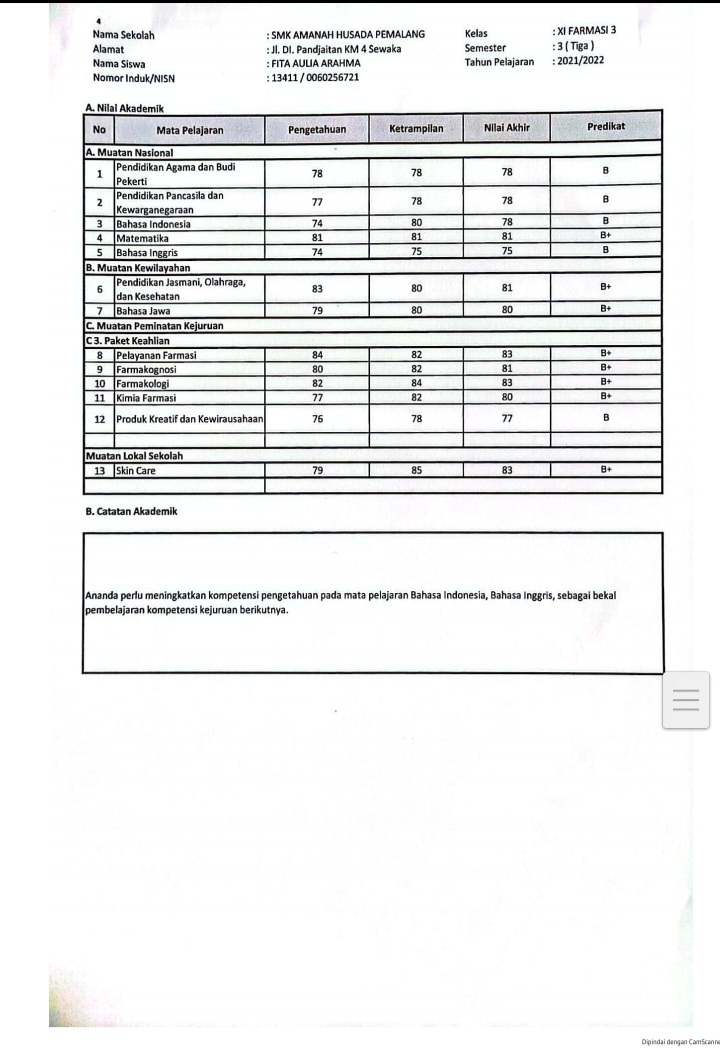 4
Nama Sekolah : SMK AMANAH HUSADA PEMALANG Kelas : XI FARMASI 3
Alamat : Jl. DI. Pandjaitan KM 4 Sewaka Semester : 3 ( Tiga )
Nama Siswa : FITA AULIA ARAHMA Tahun Pelajaran : 2021/2022
Nomor Induk/NISN : 13411 / 0060256721
A. Nilai Akademik
No Mata Pelajaran Pengetahuan Ketrampilan Nilai Akhir Predikat
A. Muatan Nasional
1 Pendidikan Agama dan Budi Pekerti 78 78 78 B
2 Pendidikan Pancasila dan Kewarganegaraan 77 78 78 B
3 Bahasa Indonesia 74 80 78 B
4 Matematika 81 81 81 B+
5 Bahasa Inggris 74 75 75 B
B. Muatan Kewilayahan
6 Pendidikan Jasmani, Olahraga, dan Kesehatan 83 80 81 B+
7 Bahasa Jawa 79 80 80 B+
C. Muatan Peminatan Kejuruan
C 3. Paket Keahlian
8 Pelayanan Farmasi 84 82 83 B+
9 Farmakognosi 80 82 81 B+
10 Farmakologi 82 84 83 B+
11 Kimia Farmasi 77 82 80 B+
12 Produk Kreatif dan Kewirausahaan 76 78 77 B
Muatan Lokal Sekolah
13 Skin Care 79 85 83 B+
B. Catatan Akademik
Ananda perlu meningkatkan kompetensi pengetahuan pada mata pelajaran Bahasa Indonesia, Bahasa Inggris, sebagai bekal
pembelajaran kompetensi kejuruan berikutnya.
Dipindai dengan CamScanne